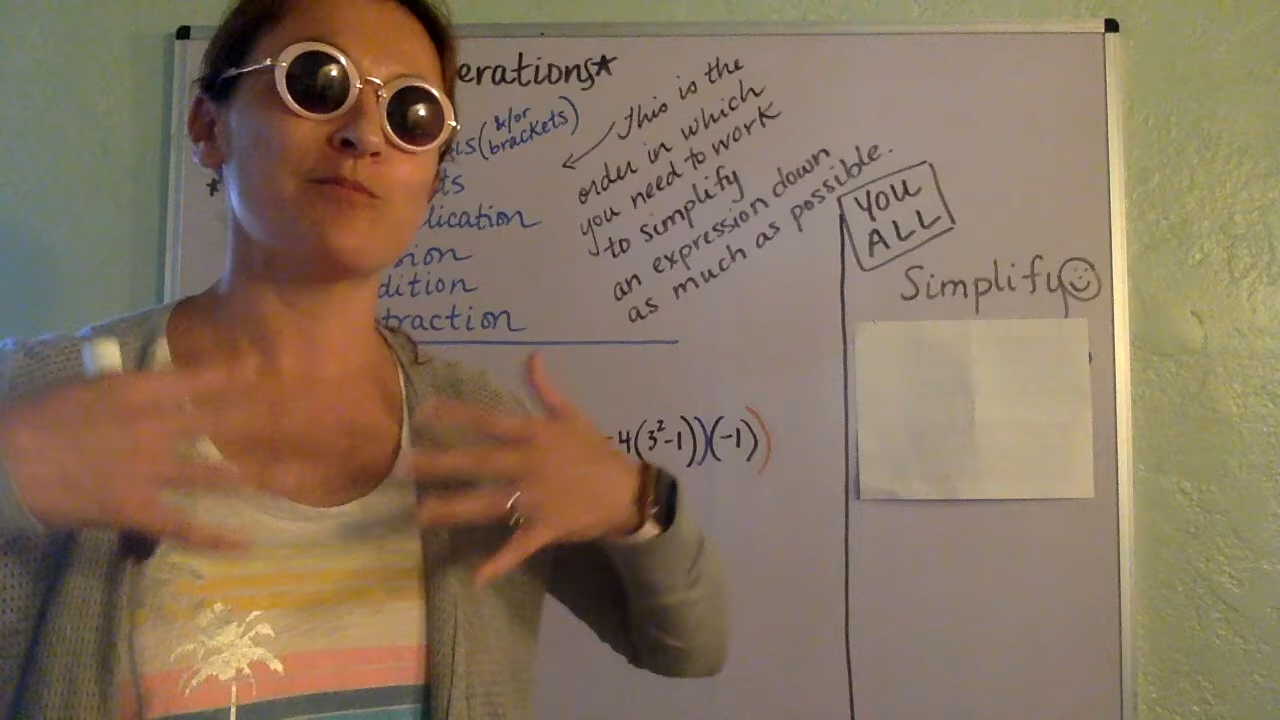 erations*
&/or
is(brackets)
ts
lication
ion
dition
traction
This is the
order in which
you need to work
to simplify
an expression down
as much as possible.
YOU
ALL
Simplify
-4(3²-1))(-1))